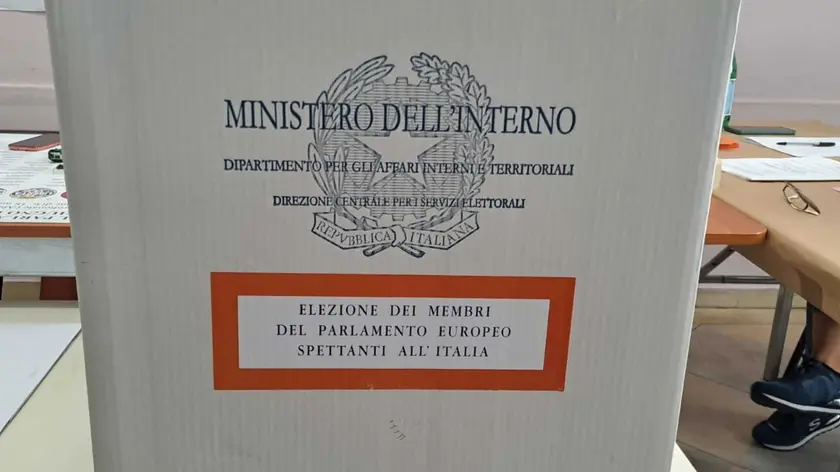 MINISTERO DELL'INTERNO
DIPARTIMENTO PER GLI AFFARI INTERNI E TERRITORIALI
DIREZIONE CENTRALE PER I SERVIZI ELETTORALI
REPVBBLICA ITALIANA
ELEZIONE DEI MEMBRI
DEL PARLAMENTO EUROPEO
SPETTANTI ALL'ITALIA